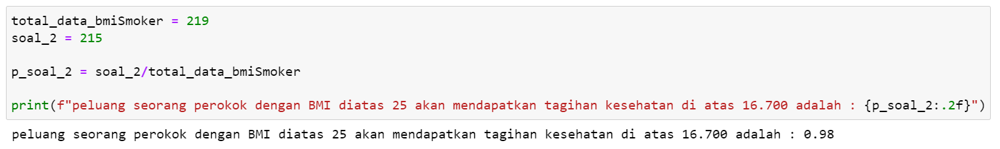 total_data_bmiSmoker = 219
soal_2 = 215
p_soal_2 = soal_2/total_data_bmiSmoker
print(f"peluang seorang perokok dengan BMI diatas 25 akan mendapatkan tagihan kesehatan di atas 16.700 adalah : {p_soal_2:.2f}")
peluang seorang perokok dengan BMI diatas 25 akan mendapatkan tagihan kesehatan di atas 16.700 adalah : 0.98